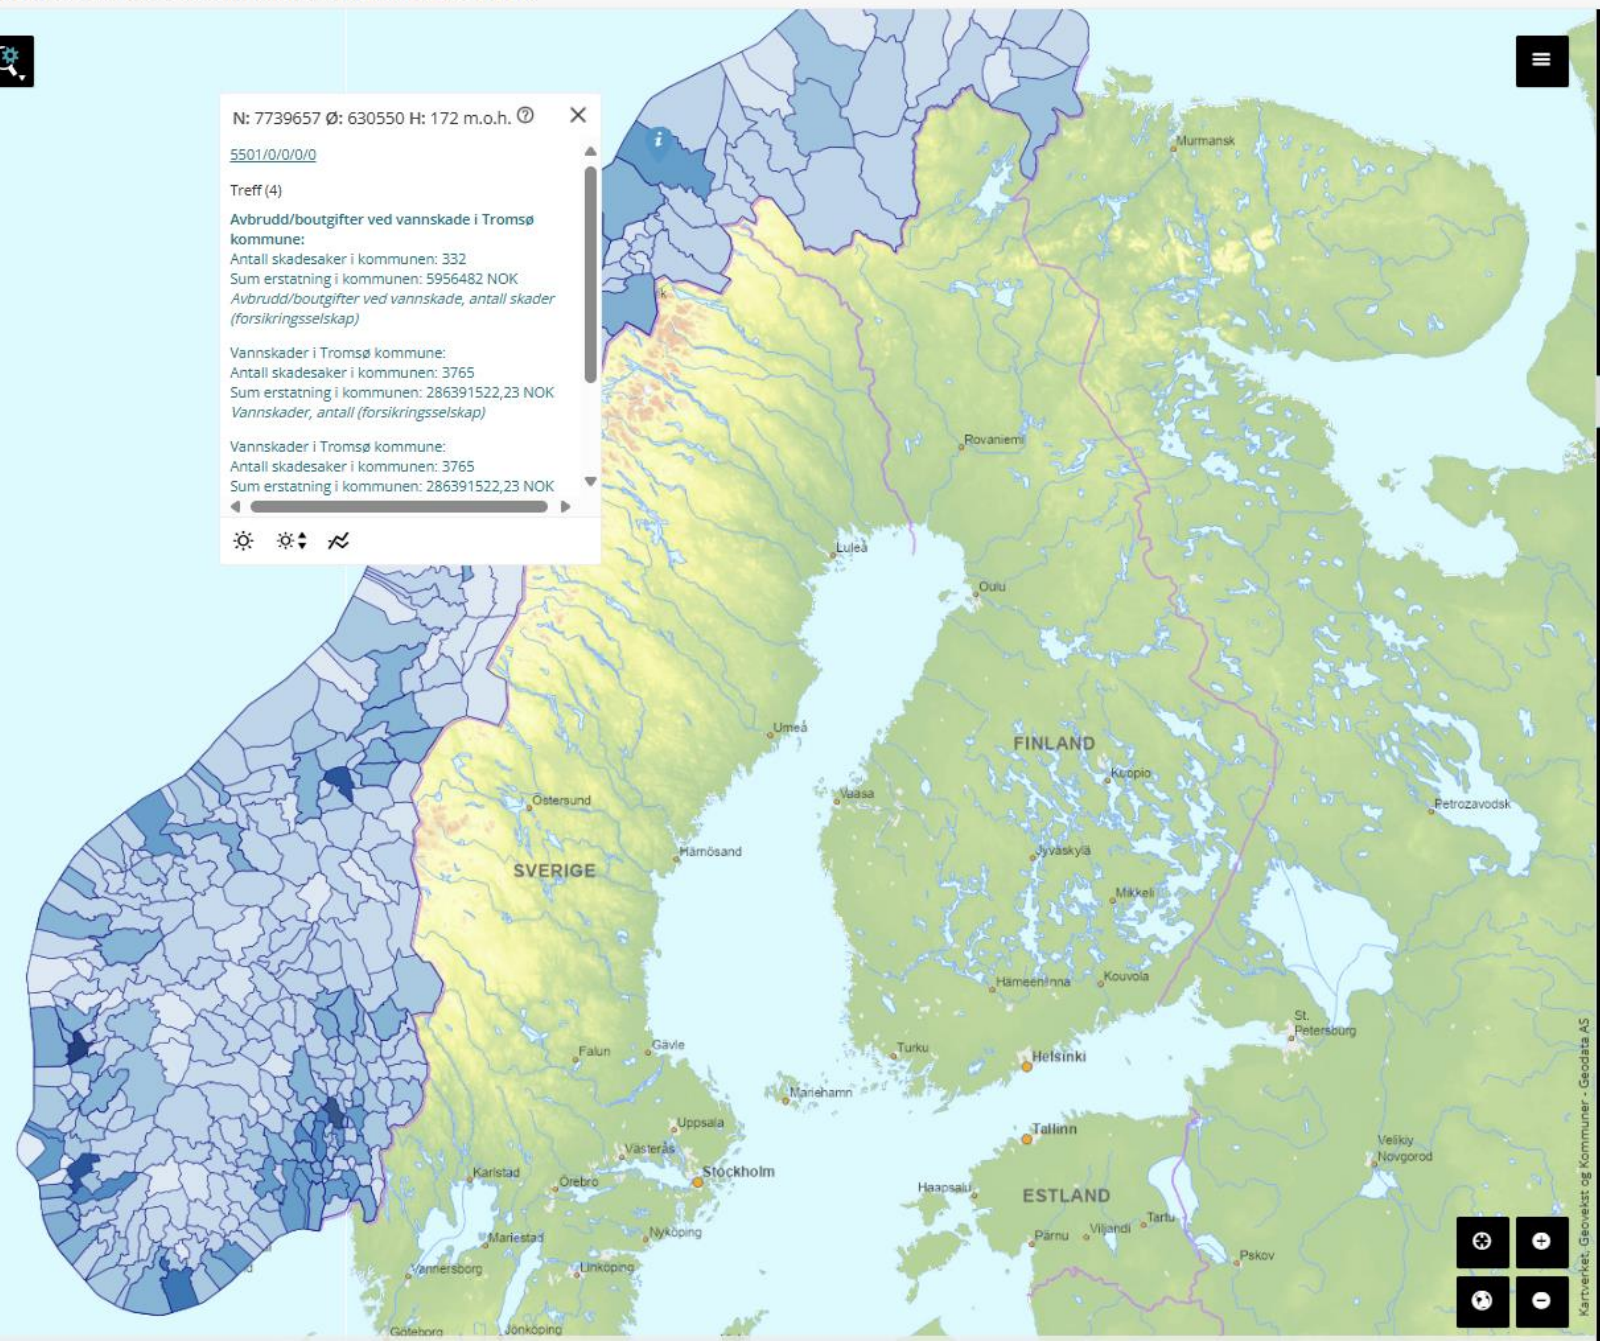 N: 7739657 Ø: 630550 H: 172 m.o.h.
5501/0/0/0/0
Treff (4)
Avbrudd/boutgifter ved vannskade i Tromsø
kommune:
Antall skadesaker i kommunen: 332
Sum erstatning i kommunen: 5956482 NOK
Avbrudd/boutgifter ved vannskade, antall skader
(forsikringsselskap)
Vannskader i Tromsø kommune:
Antall skadesaker i kommunen: 3765
Sum erstatning i kommunen: 286391522,23 NOK
Vannskader, antall (forsikringsselskap)
Vannskader i Tromsø kommune:
Antall skadesaker i kommunen: 3765
Sum erstatning i kommunen: 286391522,23 NOK
Murmansk
Rovaniemi
Luleå
Oulu
Umeå
FINLAND
Kuopio
Vaasa
Östersund
Petrozavodsk
Härnösand
Jyväskylä
SVERIGE
Mikkeli
Hämeenlinna
Kouvola
St.
Petersburg
Falun
Gävle
Turku
Helsinki
Mariehamn
Uppsala
Tallinn
Västerås
Velikiy
Novgorod
Karlstad
Örebro
Stockholm
Haapsalu
ESTLAND
Tartu
Nyköping
Pärnu
Viljandi
Mariestad
Pskov
Vänersborg
Linköping
Göteborg
Jönköping
Kartverket, Geovekst og Kommuner - Geodata AS